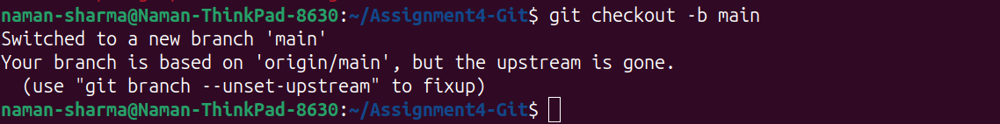 naman-sharma@Naman-ThinkPad-8630:~/Assignment4-Git$ git checkout -b main
Switched to a new branch 'main'
Your branch is based on 'origin/main', but the upstream is gone.
  (use "git branch --unset-upstream" to fixup)
naman-sharma@Naman-ThinkPad-8630:~/Assignment4-Git$